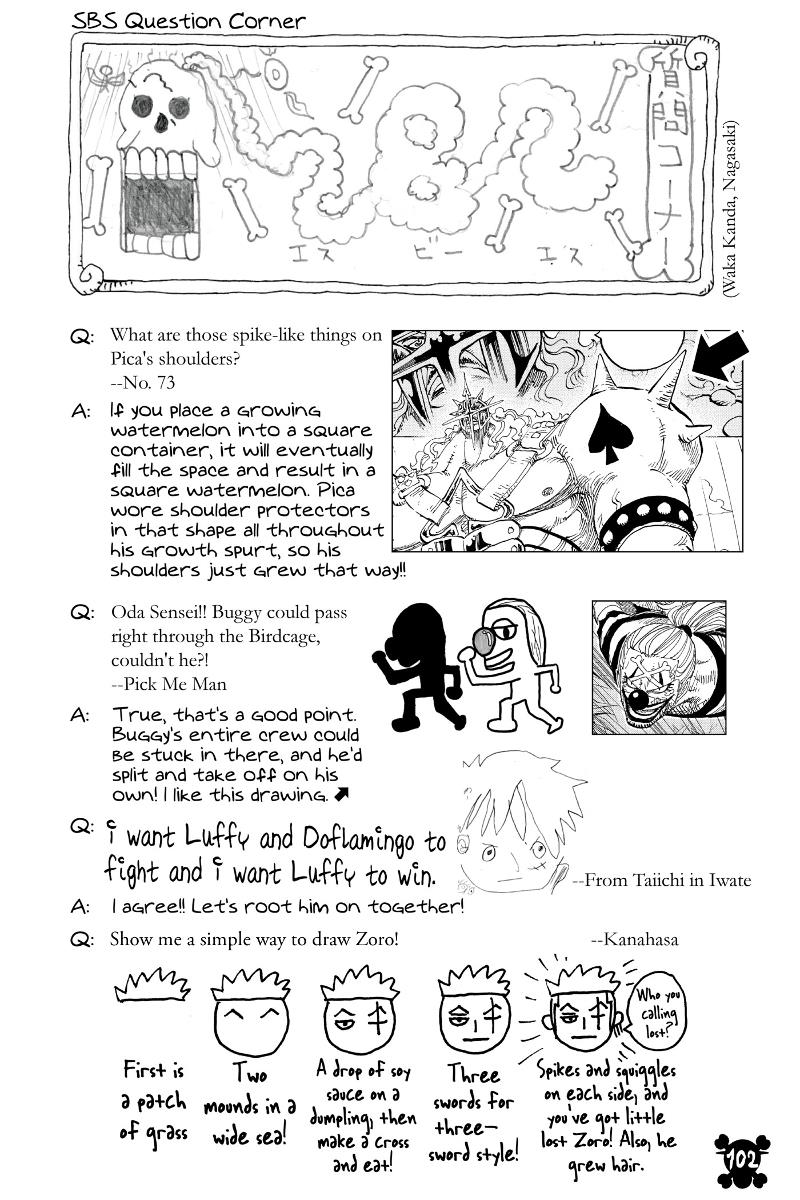 SBS Question Corner
質問コーナー
エス ビー エス
(Waka Kanda, Nagasaki)
Q: What are those spike-like things on
Pica's shoulders?
--No. 73
A: If you place a growing
watermelon into a square
container, it will eventually
fill the space and result in a
square watermelon. Pica
wore shoulder protectors
in that shape all throughout
his growth spurt, so his
shoulders just grew that way!!
Q: Oda Sensei!! Buggy could pass
right through the Birdcage,
couldn't he?!
--Pick Me Man
A: True, that's a good point.
Buggy's entire crew could
be stuck in there, and he'd
split and take off on his
own! I like this drawing.
Q: i want Luffy and Doflamingo to
fight and i want Luffy to win.
--From Taiichi in Iwate
A: I agree!! Let's root him on together!
Q: Show me a simple way to draw Zoro!
--Kanahasa
First is
a patch
of grass
Two
mounds in a
wide sea!
A drop of soy
sauce on a
dumpling, then
make a cross
and eat!
Three
swords for
three-
sword style!
Who you
calling
lost?
Spikes and squiggles
on each side, and
you've got little
lost Zoro! Also, he
grew hair.
102